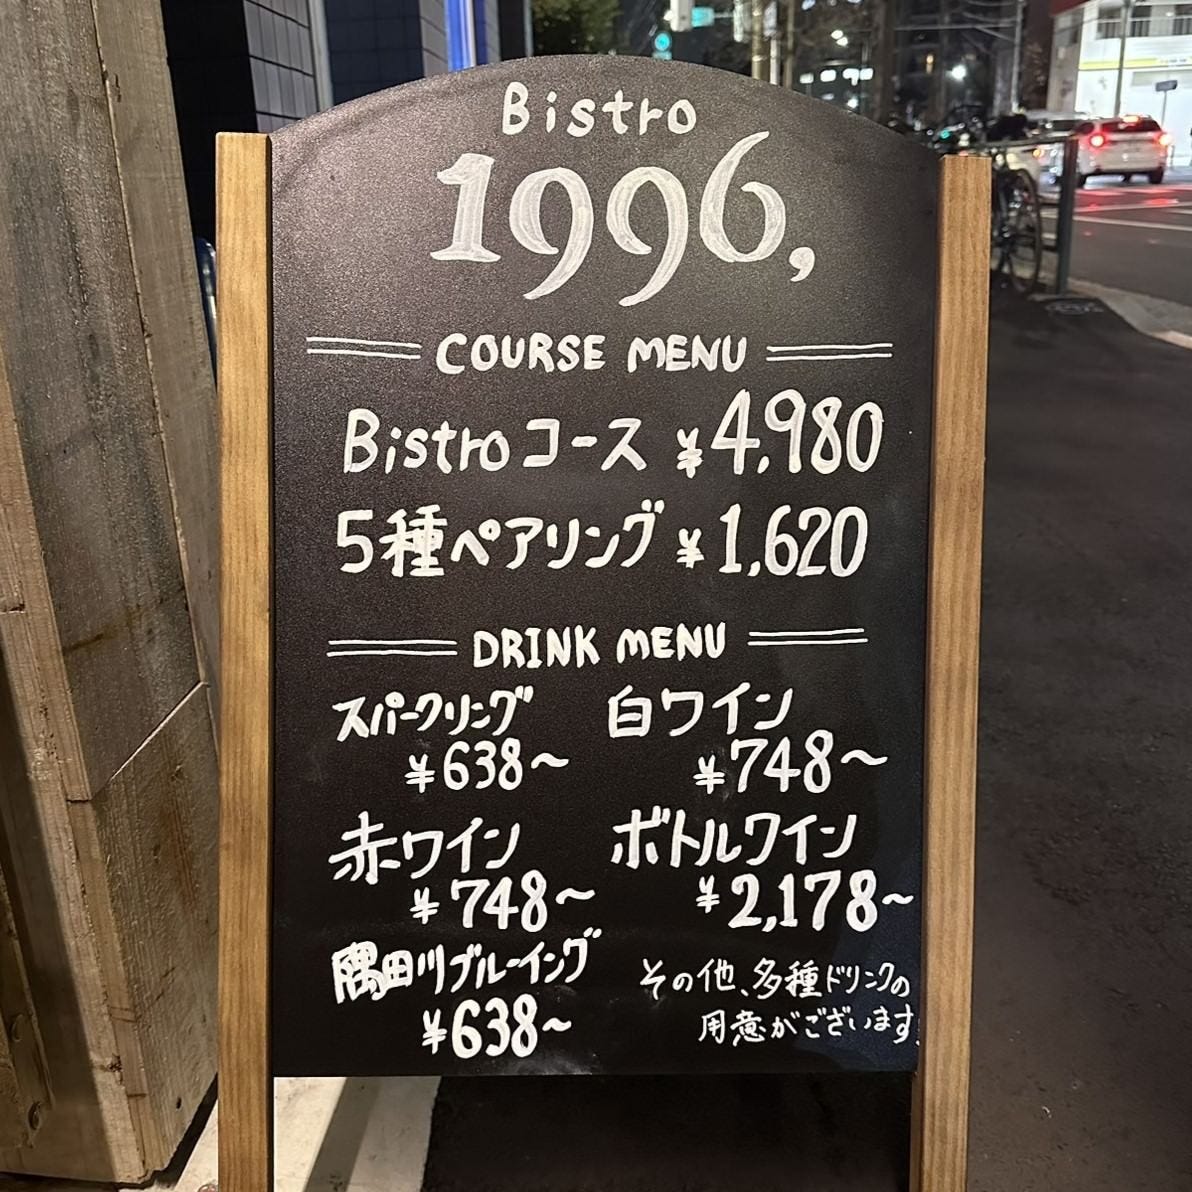 Bistro
1996,
COURSE MENU
Bistroコース ¥4,980
5種ペアリング ¥1,620
DRINK MENU
スパークリング
¥638~
白ワイン
¥748~
赤ワイン
¥748~
ボトルワイン
¥2,178~
隅田川ブルーイング
¥638~
その他、多種ドリンクの
用意がございます